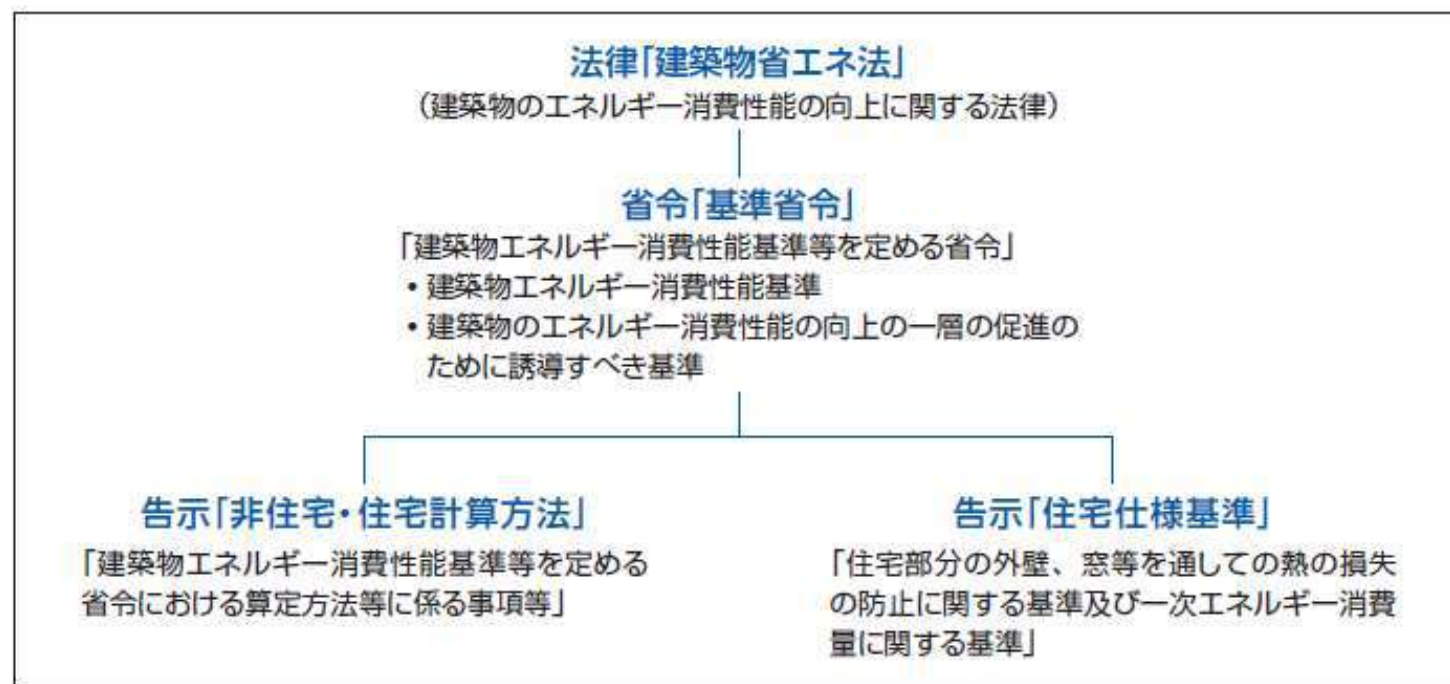 法律「建築物省エネ法」
（建築物のエネルギー消費性能の向上に関する法律）
省令「基準省令」
「建築物エネルギー消費性能基準等を定める省令」
・建築物エネルギー消費性能基準
・建築物のエネルギー消費性能の向上の一層の促進の
ために誘導すべき基準
告示「非住宅・住宅計算方法」
「建築物エネルギー消費性能基準等を定める
省令における算定方法等に係る事項等」
告示「住宅仕様基準」
「住宅部分の外壁、窓等を通しての熱の損失
の防止に関する基準及び一次エネルギー消費
量に関する基準」